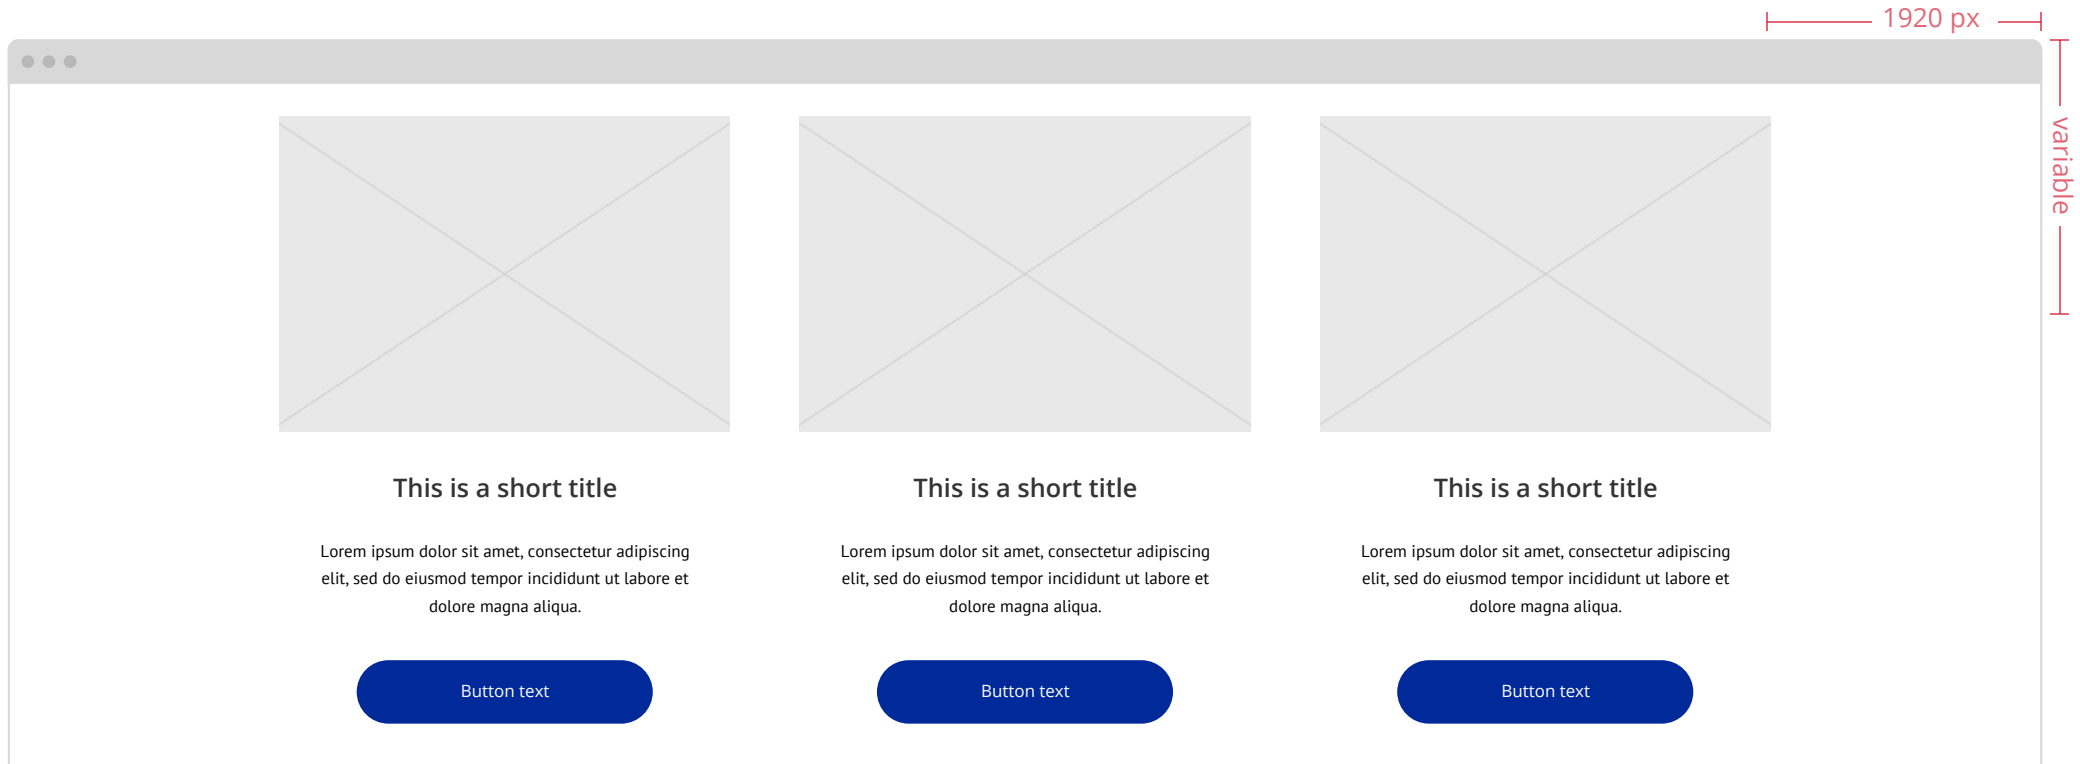 1920 px
variable
This is a short title
Lorem ipsum dolor sit amet, consectetur adipiscing
elit, sed do eiusmod tempor incididunt ut labore et
dolore magna aliqua.
Button text
This is a short title
Lorem ipsum dolor sit amet, consectetur adipiscing
elit, sed do eiusmod tempor incididunt ut labore et
dolore magna aliqua.
Button text
This is a short title
Lorem ipsum dolor sit amet, consectetur adipiscing
elit, sed do eiusmod tempor incididunt ut labore et
dolore magna aliqua.
Button text